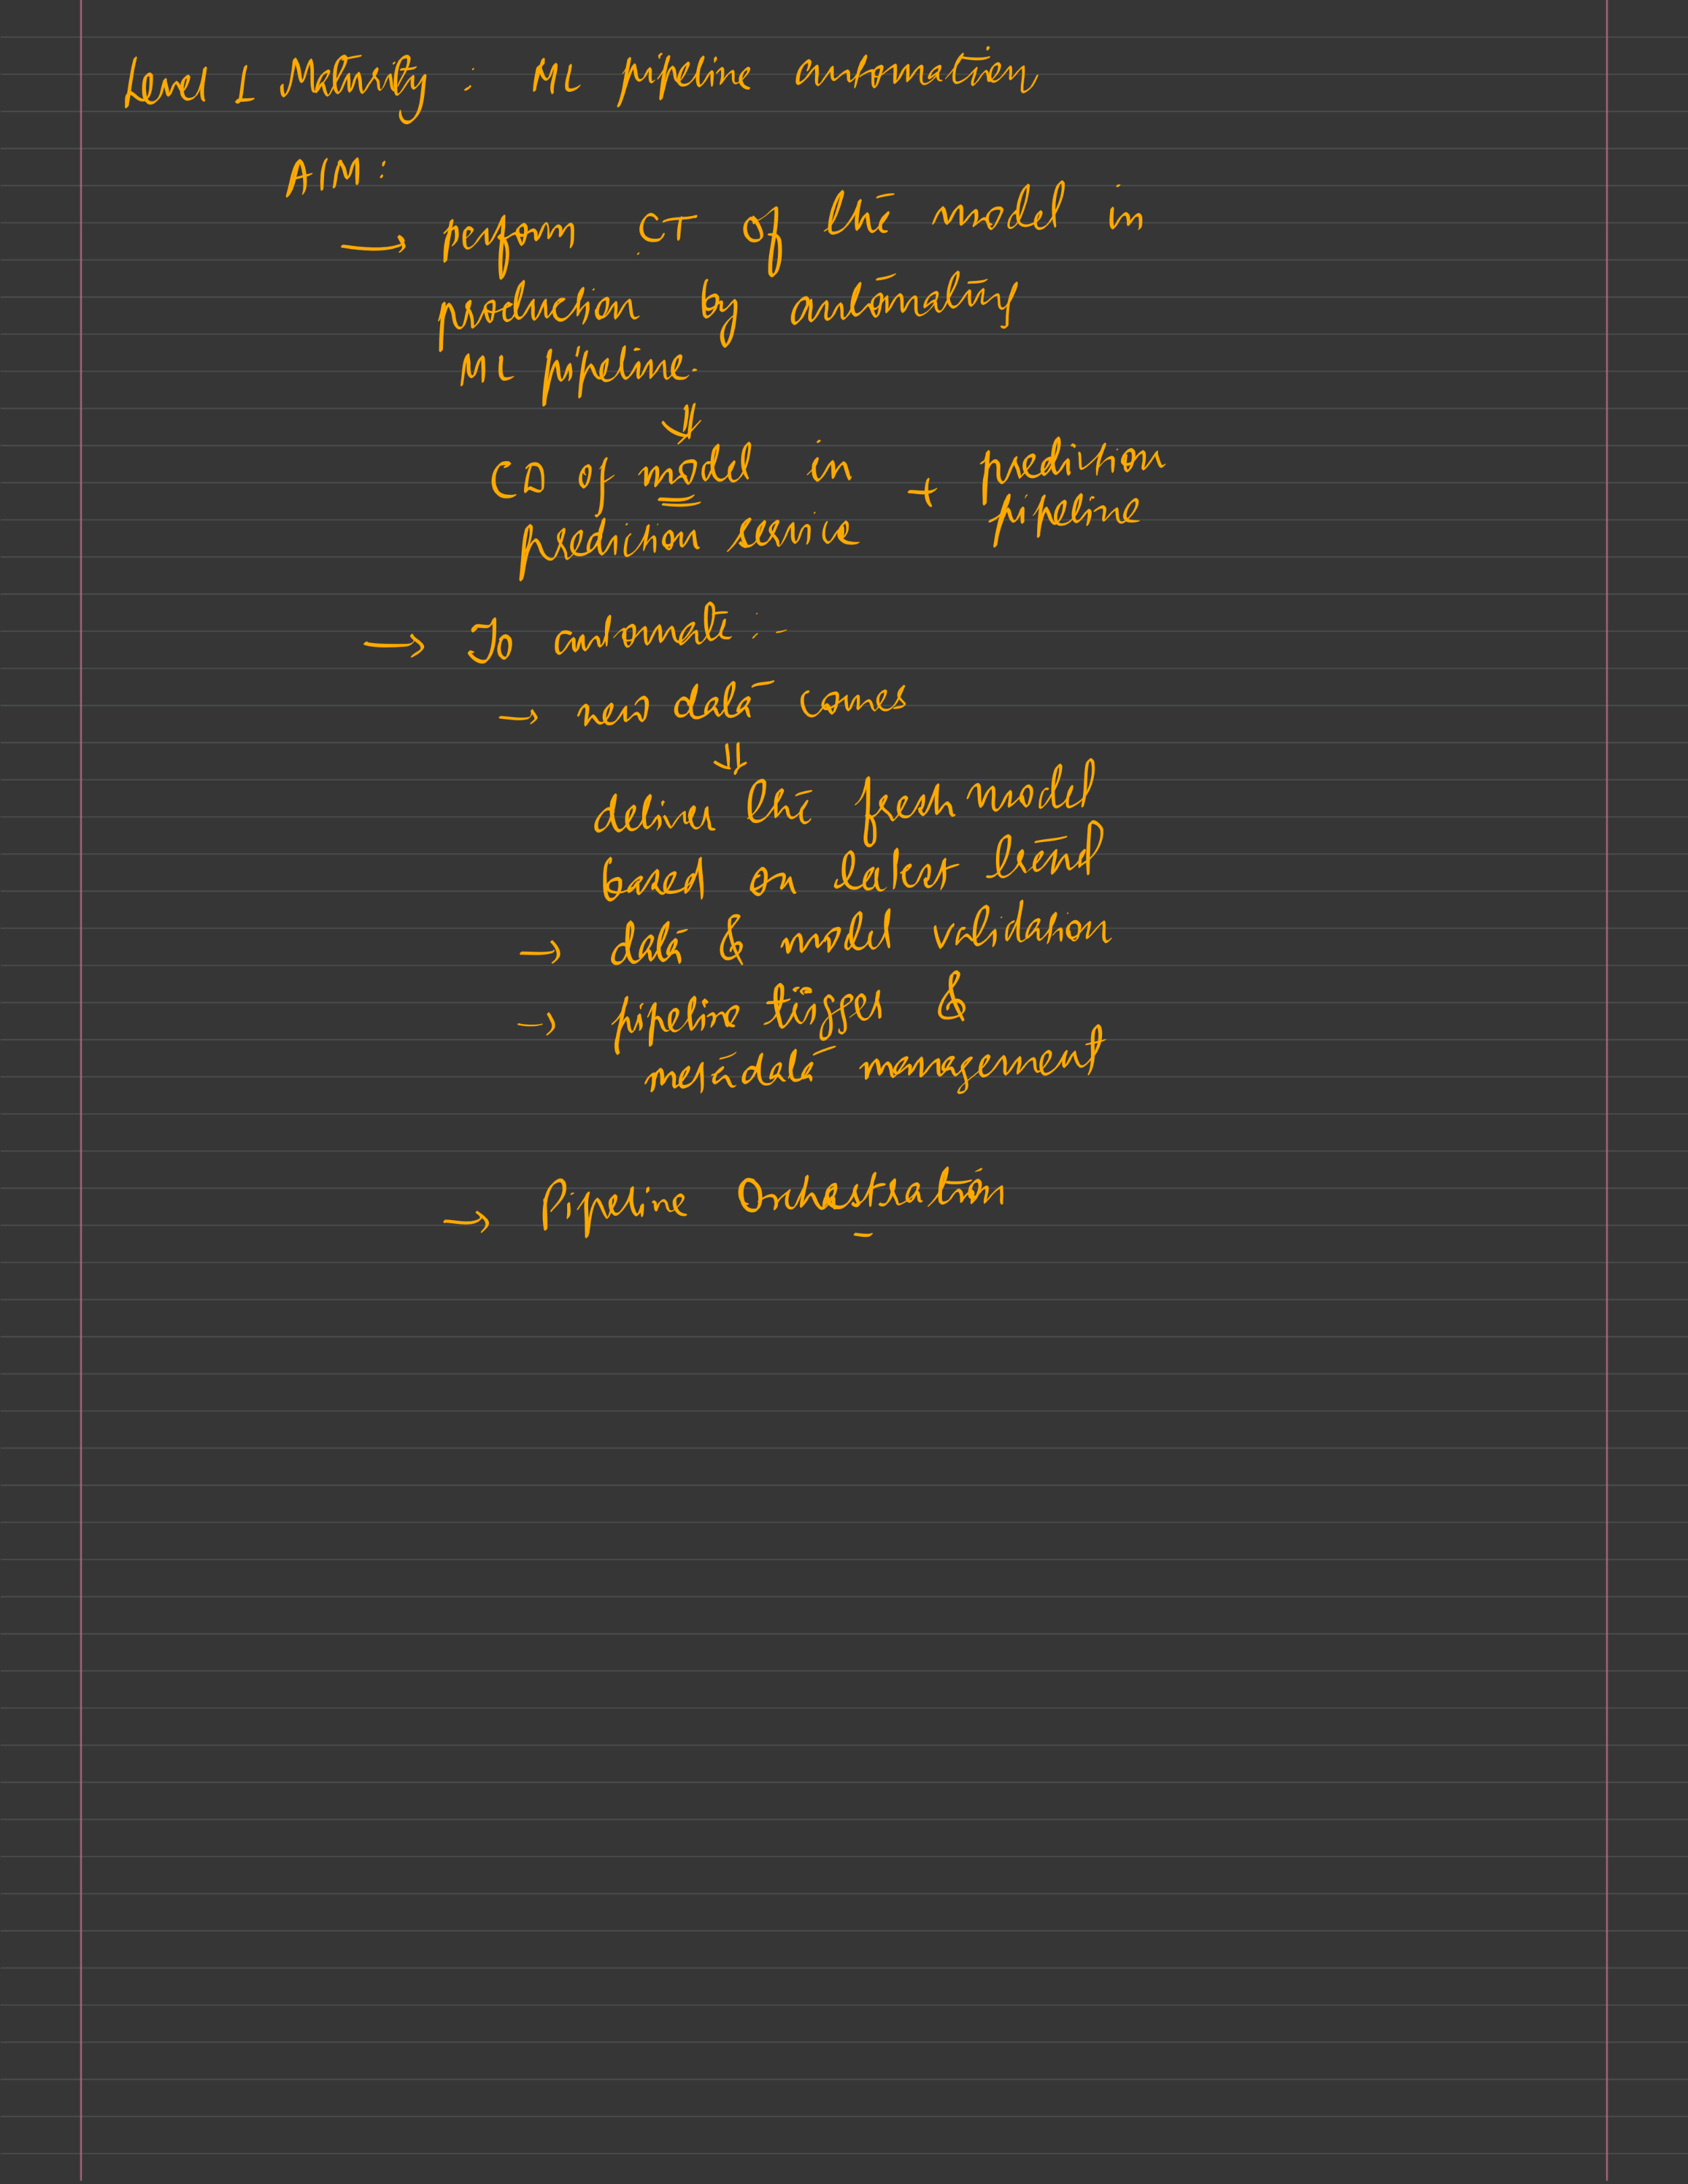 Level 1 Maturity : ML pipeline automation
AIM :
→ perform CT of the model in
production by automating
ML pipeline.
↓
CD of model in + prediction
prediction service pipeline
→ To automate :-
→ new data comes
↓
deliver the fresh model
based on latest trend
→ data & model validation
→ pipeline trigger &
metadata management
→ Pipeline Orchestration